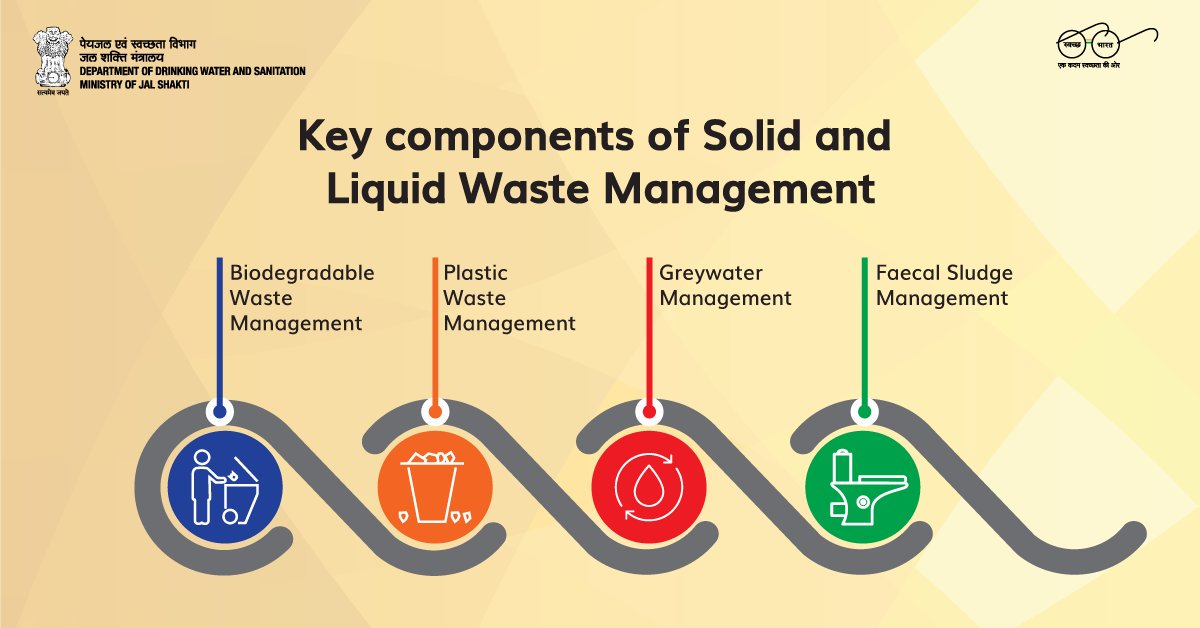 पेयजल एवं स्वच्छता विभाग
जल शक्ति मंत्रालय
DEPARTMENT OF DRINKING WATER AND SANITATION
MINISTRY OF JAL SHAKTI
सत्यमेव जयते
स्वच्छ भारत
एक कदम स्वच्छता की ओर
Key components of Solid and
Liquid Waste Management
Biodegradable
Waste
Management
Plastic
Waste
Management
Greywater
Management
Faecal Sludge
Management